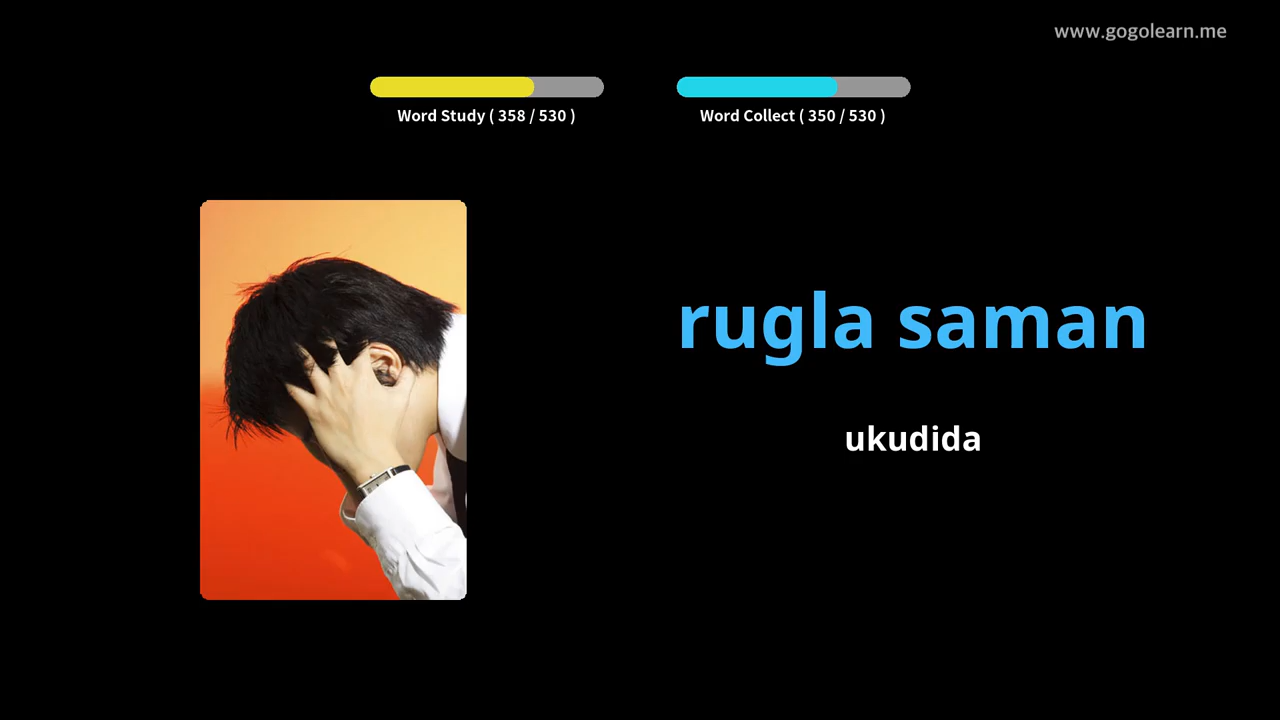 www.gogolearn.me
Word Study ( 358 / 530 )
Word Collect ( 350 / 530 )
rugla saman
ukudida